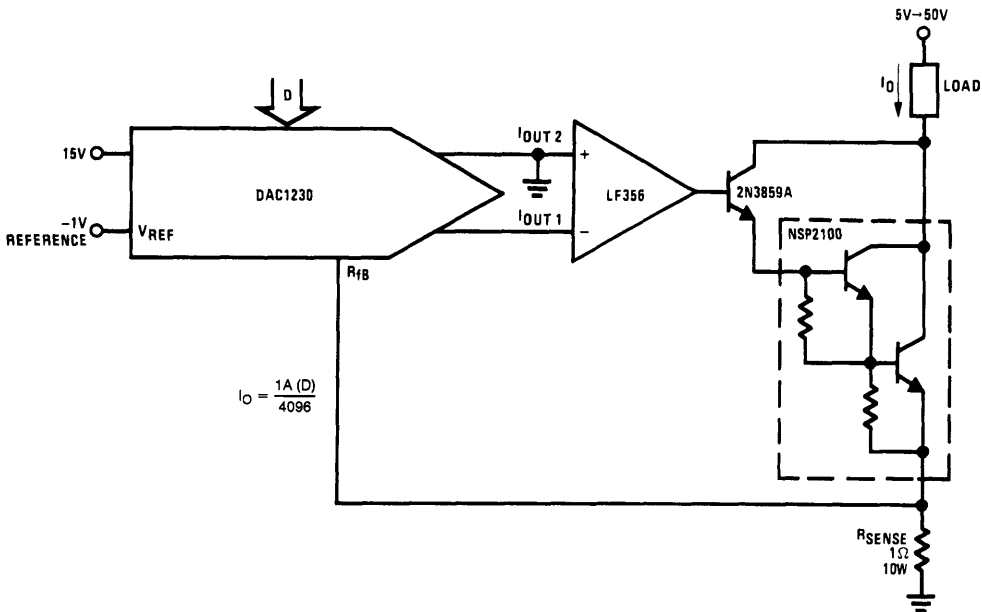 5V→50V
IO
LOAD
D
15V
DAC1230
IOUT 2
+
LF356
2N3859A
-1V
REFERENCE
VREF
IOUT 1
−
NSP2100
RfB
IO = 1A (D)
4096
RSENSE
1Ω
10W